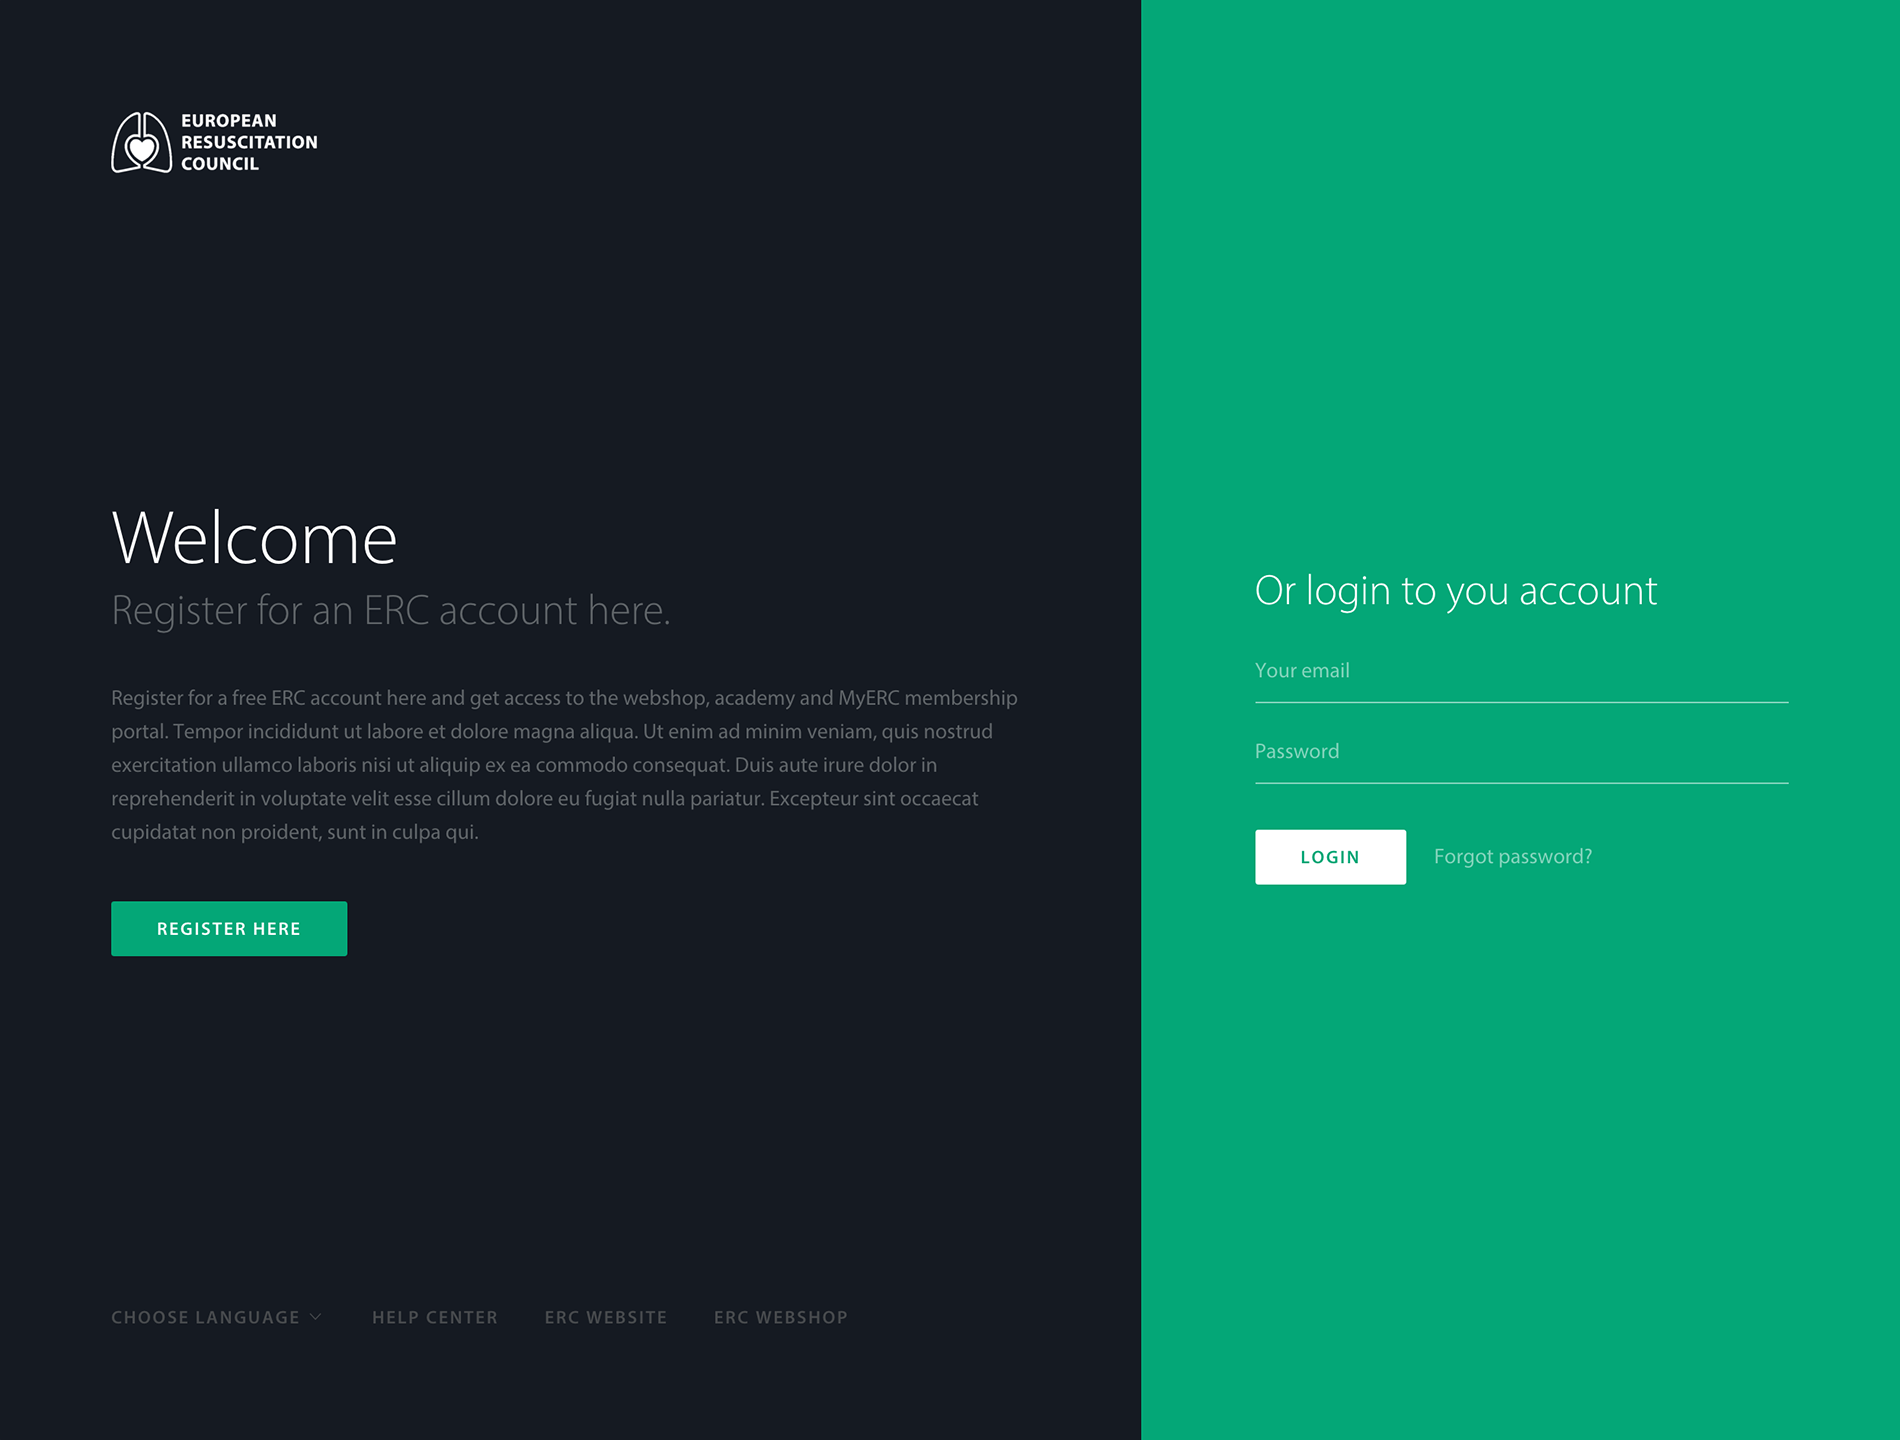 EUROPEAN
RESUSCITATION
COUNCIL
Welcome
Register for an ERC account here.
Register for a free ERC account here and get access to the webshop, academy and MyERC membership
portal. Tempor incididunt ut labore et dolore magna aliqua. Ut enim ad minim veniam, quis nostrud
exercitation ullamco laboris nisi ut aliquip ex ea commodo consequat. Duis aute irure dolor in
reprehenderit in voluptate velit esse cillum dolore eu fugiat nulla pariatur. Excepteur sint occaecat
cupidatat non proident, sunt in culpa qui.
REGISTER HERE
CHOOSE LANGUAGE
HELP CENTER
ERC WEBSITE
ERC WEBSHOP
Or login to you account
Your email
Password
LOGIN
Forgot password?